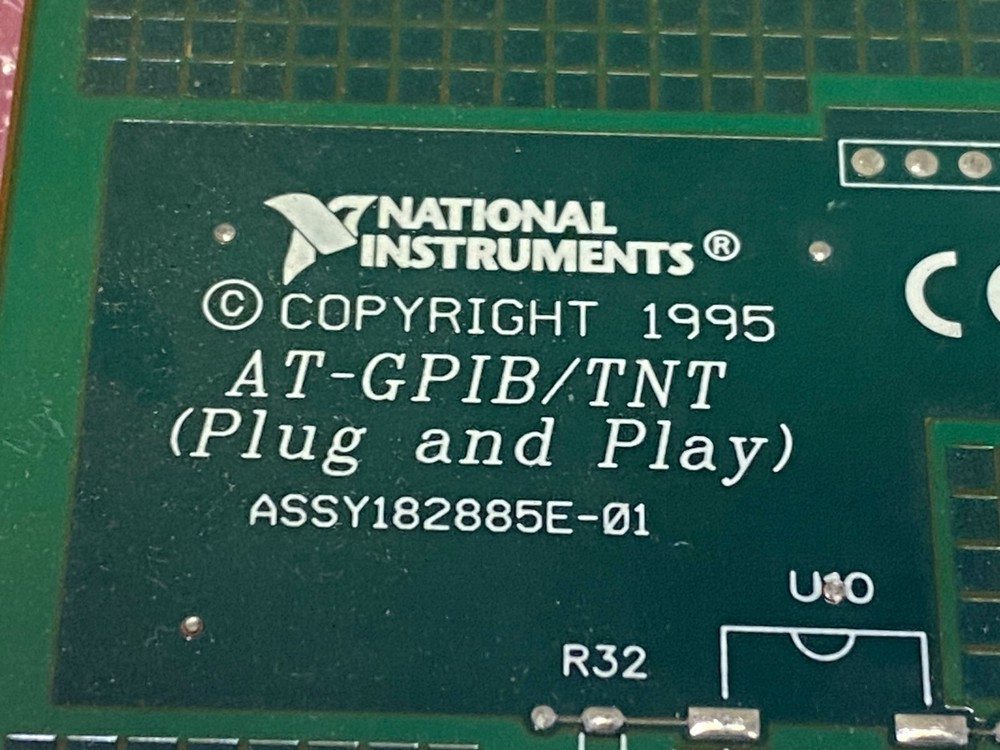 NATIONAL
INSTRUMENTS®
© COPYRIGHT 1995
AT-GPIB/TNT
(Plug and Play)
ASSY182885E-01
U10
R32